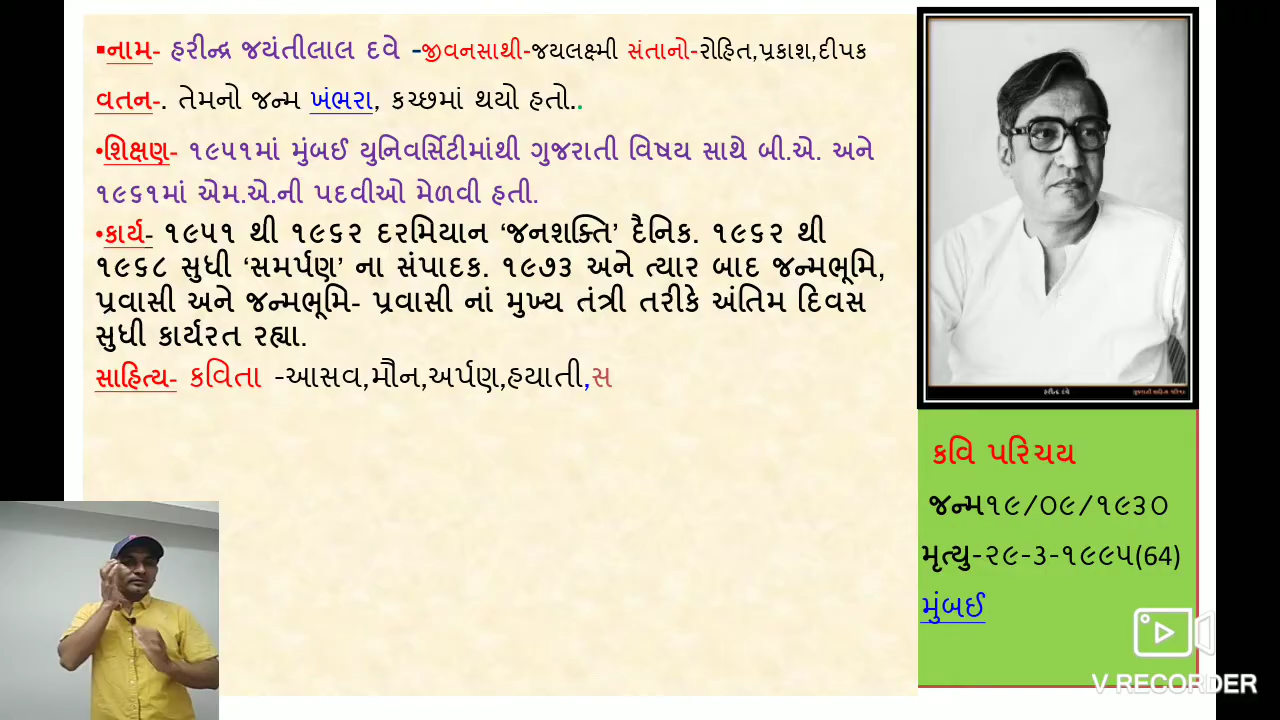 ▪નામ- હરીન્દ્ર જયંતીલાલ દવે -જીવનસાથી-જયલક્ષ્મી સંતાનો-રોહિત,પ્રકાશ,દીપક
વતન-. તેમનો જન્મ ખંભરા, કચ્છમાં થયો હતો..
•શિક્ષણ- ૧૯૫૧માં મુંબઈ યુનિવર્સિટીમાંથી ગુજરાતી વિષય સાથે બી.એ. અને
૧૯૬૧માં એમ.એ.ની પદવીઓ મેળવી હતી.
•કાર્ય- ૧૯૫૧ થી ૧૯૬૨ દરમિયાન ‘જનશક્તિ’ દૈનિક. ૧૯૬૨ થી
૧૯૬૮ સુધી ‘સમર્પણ’ ના સંપાદક. ૧૯૭૩ અને ત્યાર બાદ જન્મભૂમિ,
પ્રવાસી અને જન્મભૂમિ- પ્રવાસી નાં મુખ્ય તંત્રી તરીકે અંતિમ દિવસ
સુધી કાર્યરત રહ્યા.
સાહિત્ય- કવિતા -આસવ,મૌન,અર્પણ,હયાતી,સ
હરીન્દ્ર દવે
કવિ પરિચય
જન્મ૧૯/૦૯/૧૯૩૦
મૃત્યુ-૨૯-૩-૧૯૯૫(64)
મુંબઈ
V RECORDER